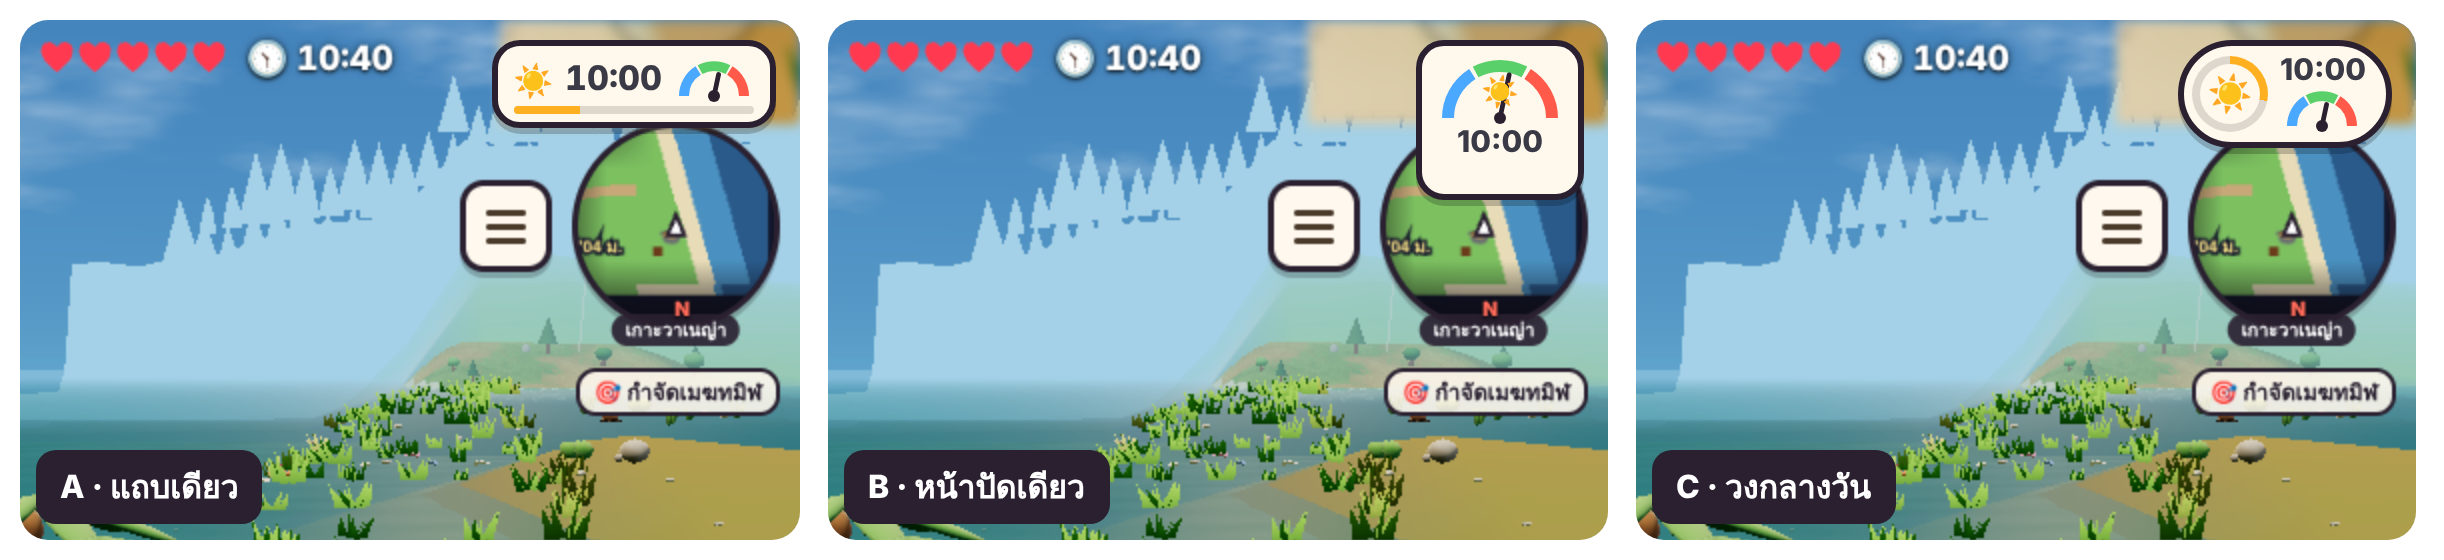 10:40
10:00
04 ม.
N
เกาะวาเนญ่า
กำจัดเมฆทมิฬ
A · แถบเดียว
10:40
10:00
04 ม.
N
เกาะวาเนญ่า
กำจัดเมฆทมิฬ
B · หน้าปัดเดียว
10:40
10:00
04 ม.
N
เกาะวาเนญ่า
กำจัดเมฆทมิฬ
C · วงกลางวัน